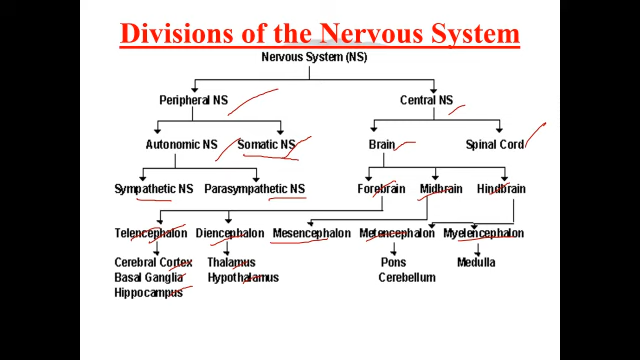 Divisions of the Nervous System
Nervous System (NS)
Peripheral NS Central NS
Autonomic NS Somatic NS Brain Spinal Cord
Sympathetic NS Parasympathetic NS Forebrain Midbrain Hindbrain
Telencephalon Diencephalon Mesencephalon Metencephalon Myelencephalon
Cerebral Cortex Thalamus Pons Medulla
Basal Ganglia Hypothalamus Cerebellum
Hippocampus